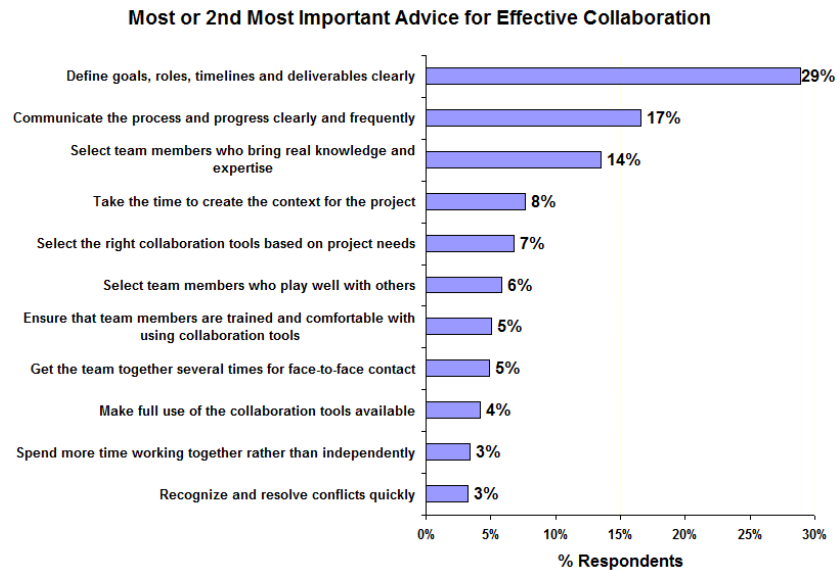 Most or 2nd Most Important Advice for Effective Collaboration
Define goals, roles, timelines and deliverables clearly
29%
Communicate the process and progress clearly and frequently
17%
Select team members who bring real knowledge and
expertise
14%
Take the time to create the context for the project
8%
Select the right collaboration tools based on project needs
7%
Select team members who play well with others
6%
Ensure that team members are trained and comfortable with
using collaboration tools
5%
Get the team together several times for face-to-face contact
5%
Make full use of the collaboration tools available
4%
Spend more time working together rather than independently
3%
Recognize and resolve conflicts quickly
3%
0% 5% 10% 15% 20% 25% 30%
% Respondents